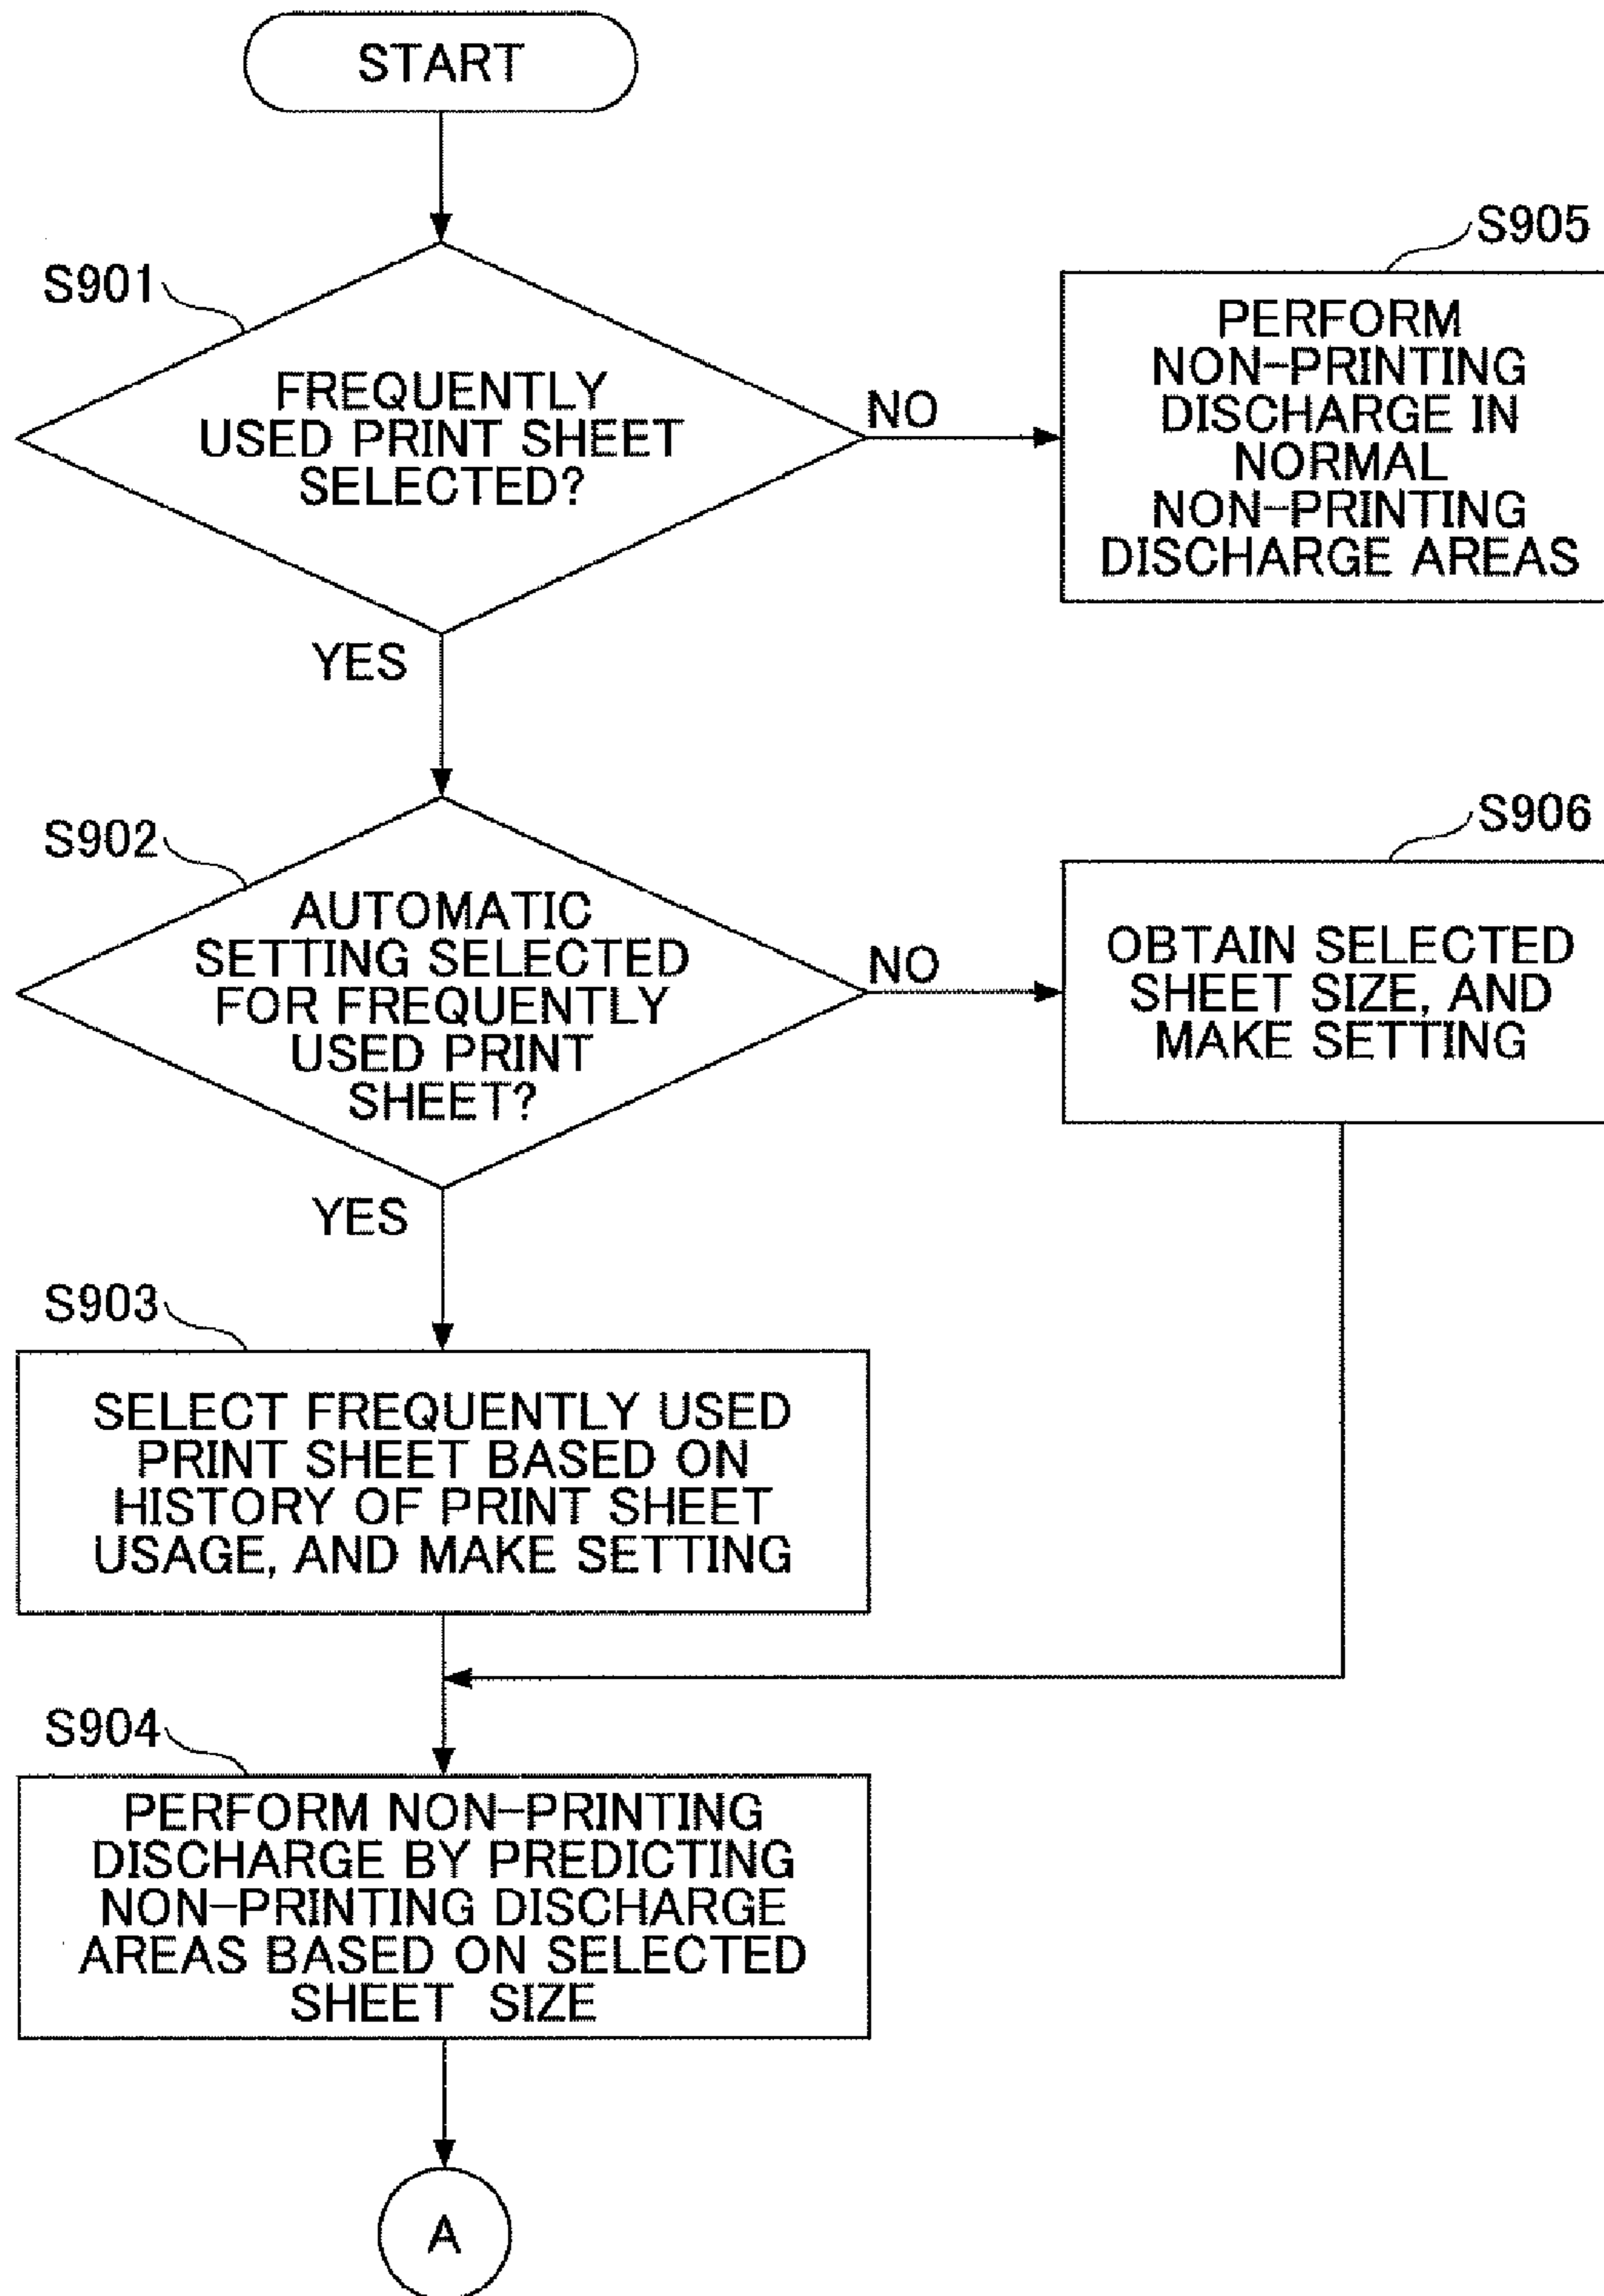 START
S901
FREQUENTLY
USED PRINT SHEET
SELECTED?
NO
YES
S905
PERFORM
NON-PRINTING
DISCHARGE IN
NORMAL
NON-PRINTING
DISCHARGE AREAS
S902
AUTOMATIC
SETTING SELECTED
FOR FREQUENTLY
USED PRINT
SHEET?
NO
YES
S906
OBTAIN SELECTED
SHEET SIZE, AND
MAKE SETTING
S903
SELECT FREQUENTLY USED
PRINT SHEET BASED ON
HISTORY OF PRINT SHEET
USAGE, AND MAKE SETTING
S904
PERFORM NON-PRINTING
DISCHARGE BY PREDICTING
NON-PRINTING DISCHARGE
AREAS BASED ON SELECTED
SHEET SIZE
A